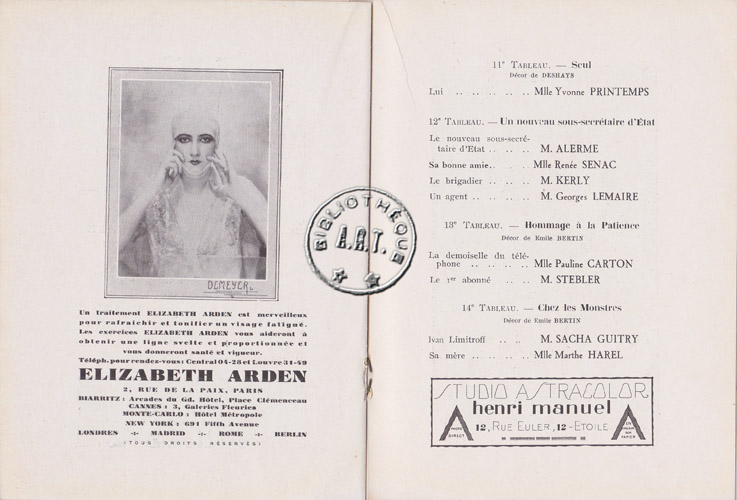 DEMEYER.
Un traitement ELIZABETH ARDEN est merveilleux
pour rafraichir et tonifier un visage fatigué.
Les exercices ELIZABETH ARDEN vous aideront à
obtenir une ligne svelte et proportionnée et
vous donneront santé et vigueur.
Téléph. pour rendez-vous: Central 04-28 et Louvre 31-49
ELIZABETH ARDEN
2, RUE DE LA PAIX, PARIS
BIARRITZ: Arcades du Gd. Hôtel, Place Clémenceau
CANNES: 3, Galeries Fleuries
MONTE-CARLO: Hôtel Métropole
NEW YORK: 691 Fifth Avenue
LONDRES -:- MADRID -:- ROME -:- BERLIN
(TOUS DROITS RÉSERVÉS)
BIBLIOTHÈQUE
A.R.T.
11e TABLEAU. — Seul
Décor de DESHAYS
Lui .. .. .. .. .. Mlle Yvonne PRINTEMPS
12e TABLEAU. — Un nouveau sous-secrétaire d'État
Le nouveau sous-secré-
taire d'Etat .. .. .. M. ALERME
Sa bonne amie.. .. .. Mlle Renée SENAC
Le brigadier .. .. .. M. KERLY
Un agent .. .. .. .. M. Georges LEMAIRE
13e TABLEAU. — Hommage à la Patience
Décor de Emile BERTIN
La demoiselle du télé-
phone .. .. .. .. Mlle Pauline CARTON
Le 1er abonné .. .. M. STEBLER
14e TABLEAU. — Chez les Monstres
Décor de Emile BERTIN
Ivan Limitroff .. .. M. SACHA GUITRY
Sa mère .. .. .. .. Mlle Marthe HAREL
STUDIO ASTRACOLOR
henri manuel
12, RUE EULER, 12 - ETOILE